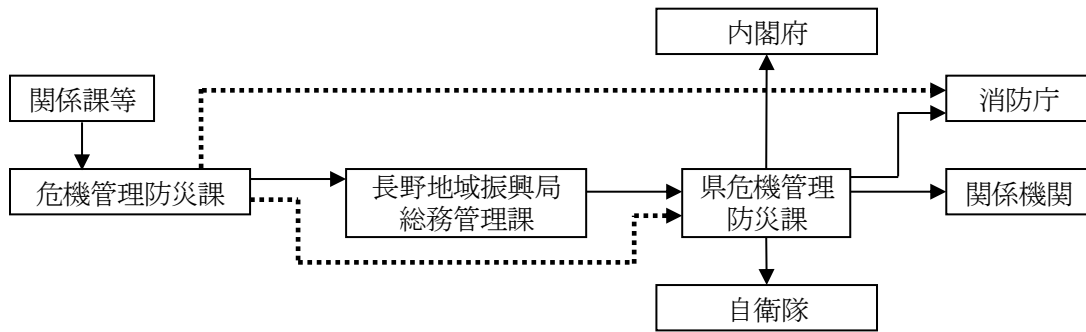 内閣府
関係課等
消防庁
危機管理防災課
長野地域振興局
総務管理課
県危機管理
防災課
関係機関
自衛隊